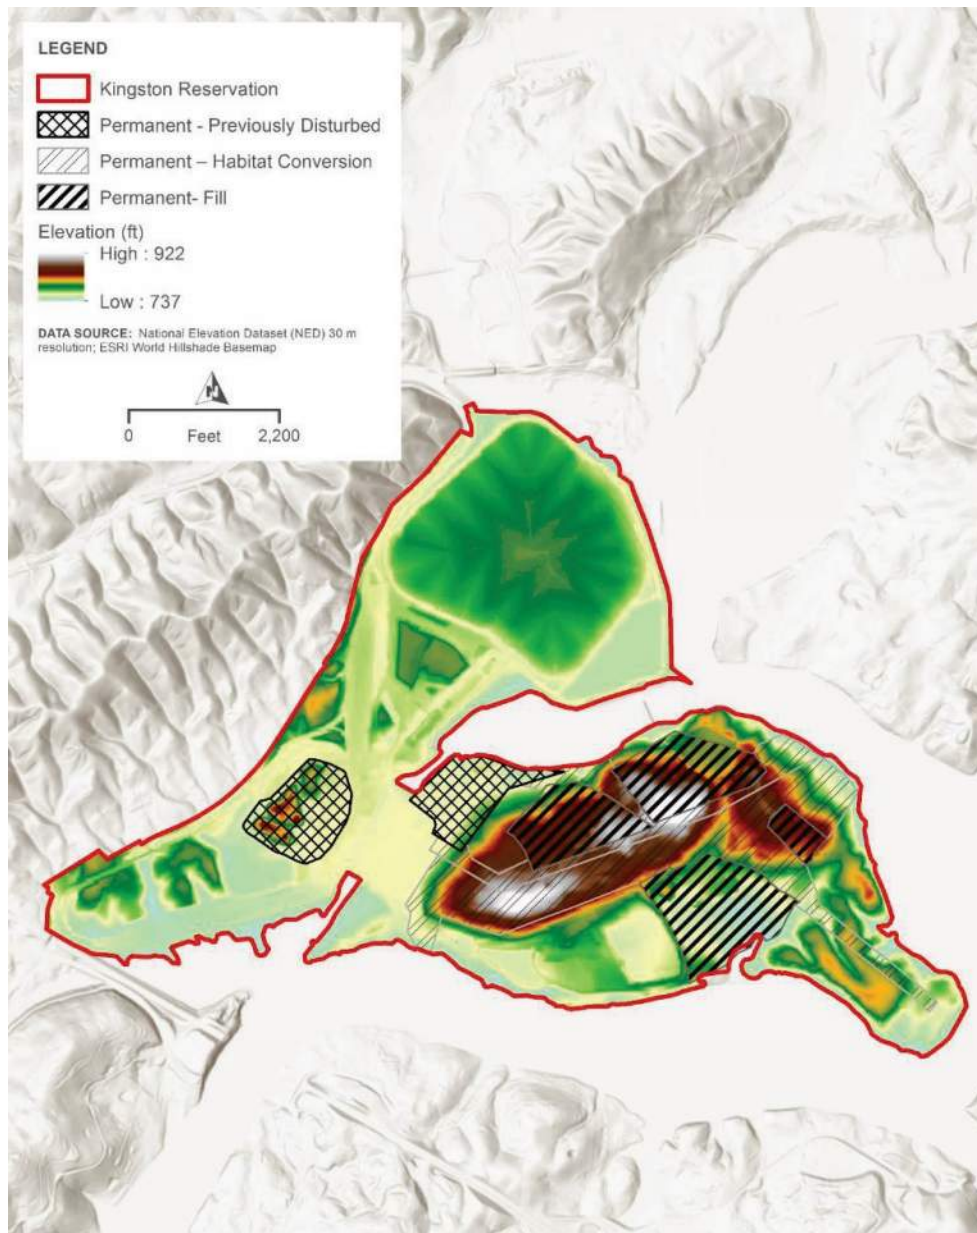 LEGEND
Kingston Reservation
Permanent - Previously Disturbed
Permanent – Habitat Conversion
Permanent- Fill
Elevation (ft)
High : 922
Low : 737
DATA SOURCE: National Elevation Dataset (NED) 30 m
resolution; ESRI World Hillshade Basemap
N
0 Feet 2,200